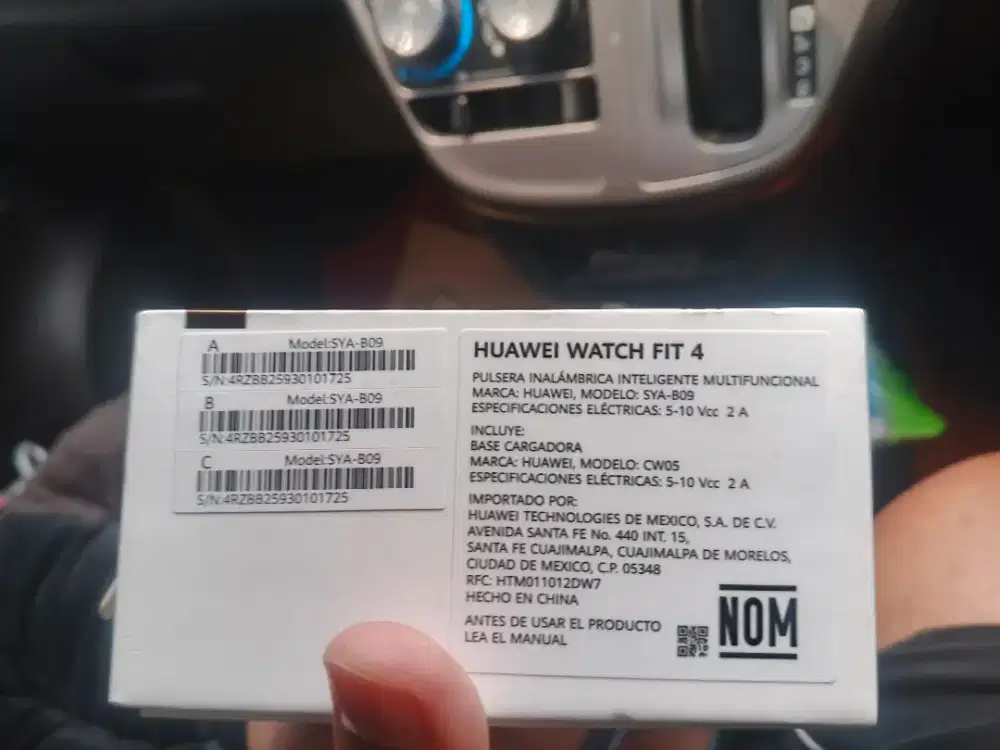 A
Model:SYA-B09
S/N:4RZBB25930101725
B
Model:SYA-B09
S/N:4RZBB25930101725
C
Model:SYA-B09
S/N:4RZBB25930101725
HUAWEI WATCH FIT 4
PULSERA INALÁMBRICA INTELIGENTE MULTIFUNCIONAL
MARCA: HUAWEI, MODELO: SYA-B09
ESPECIFICACIONES ELÉCTRICAS: 5-10 Vcc 2 A
INCLUYE:
BASE CARGADORA
MARCA: HUAWEI, MODELO: CW05
ESPECIFICACIONES ELÉCTRICAS: 5-10 Vcc 2 A
IMPORTADO POR:
HUAWEI TECHNOLOGIES DE MEXICO, S.A. DE C.V.
AVENIDA SANTA FE No. 440 INT. 15,
SANTA FE CUAJIMALPA, CUAJIMALPA DE MORELOS,
CIUDAD DE MEXICO, C.P. 05348
RFC: HTM011012DW7
HECHO EN CHINA
ANTES DE USAR EL PRODUCTO
LEA EL MANUAL
NOM